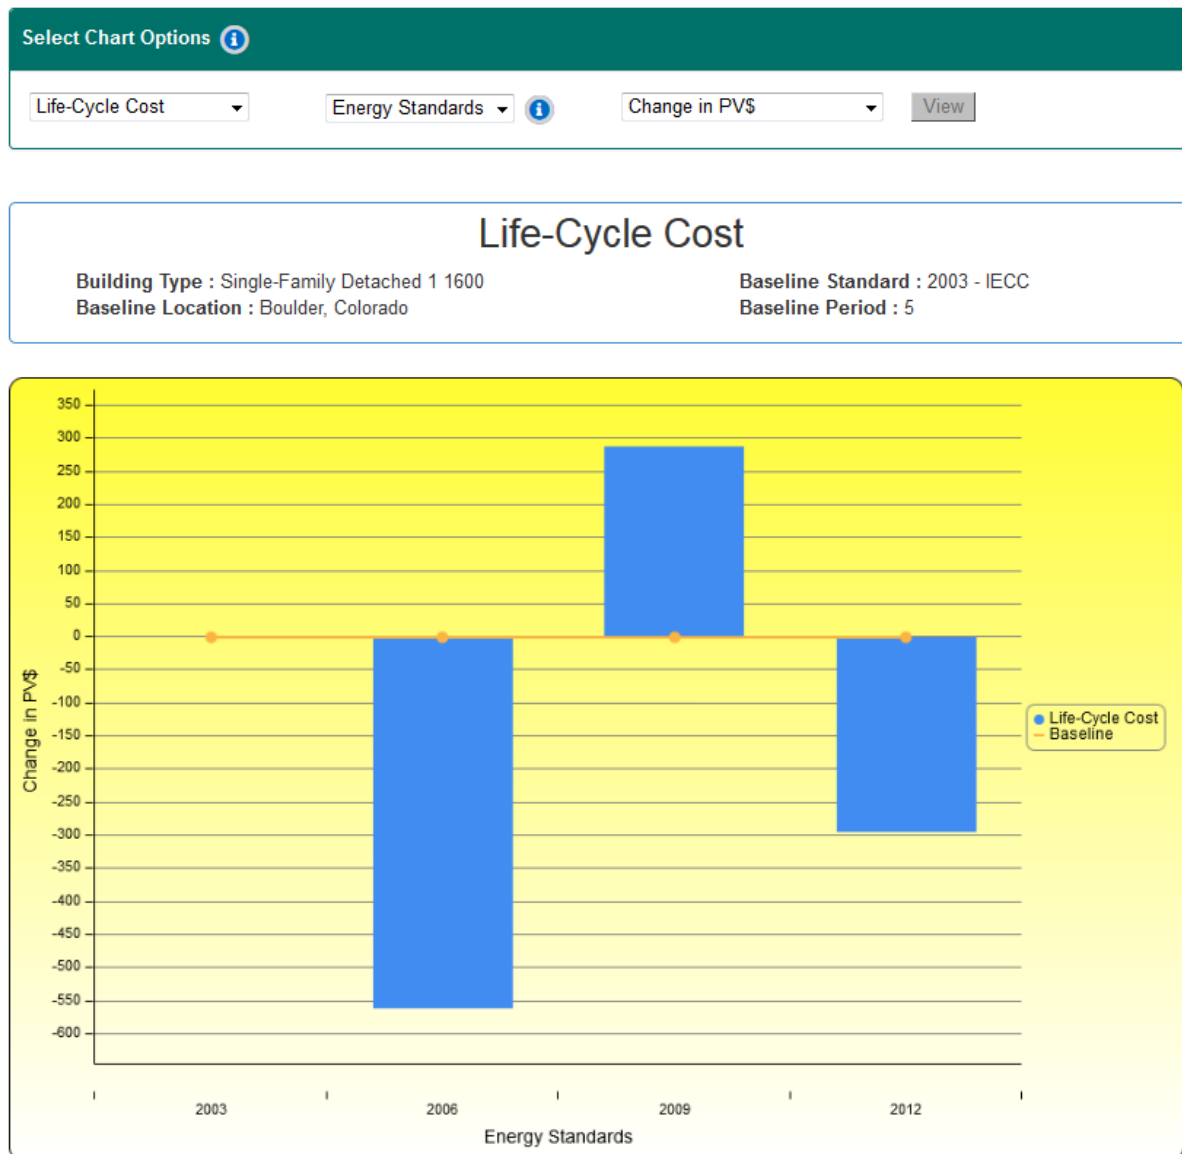 Select Chart Options
Life-Cycle Cost
Energy Standards
Change in PV$
View
Life-Cycle Cost
Building Type : Single-Family Detached 1 1600
Baseline Standard : 2003 - IECC
Baseline Location : Boulder, Colorado
Baseline Period : 5
350
300
250
200
150
100
50
0
-50
-100
-150
-200
-250
-300
-350
-400
-450
-500
-550
-600
Change in PV$
Life-Cycle Cost
Baseline
2003 2006 2009 2012
Energy Standards